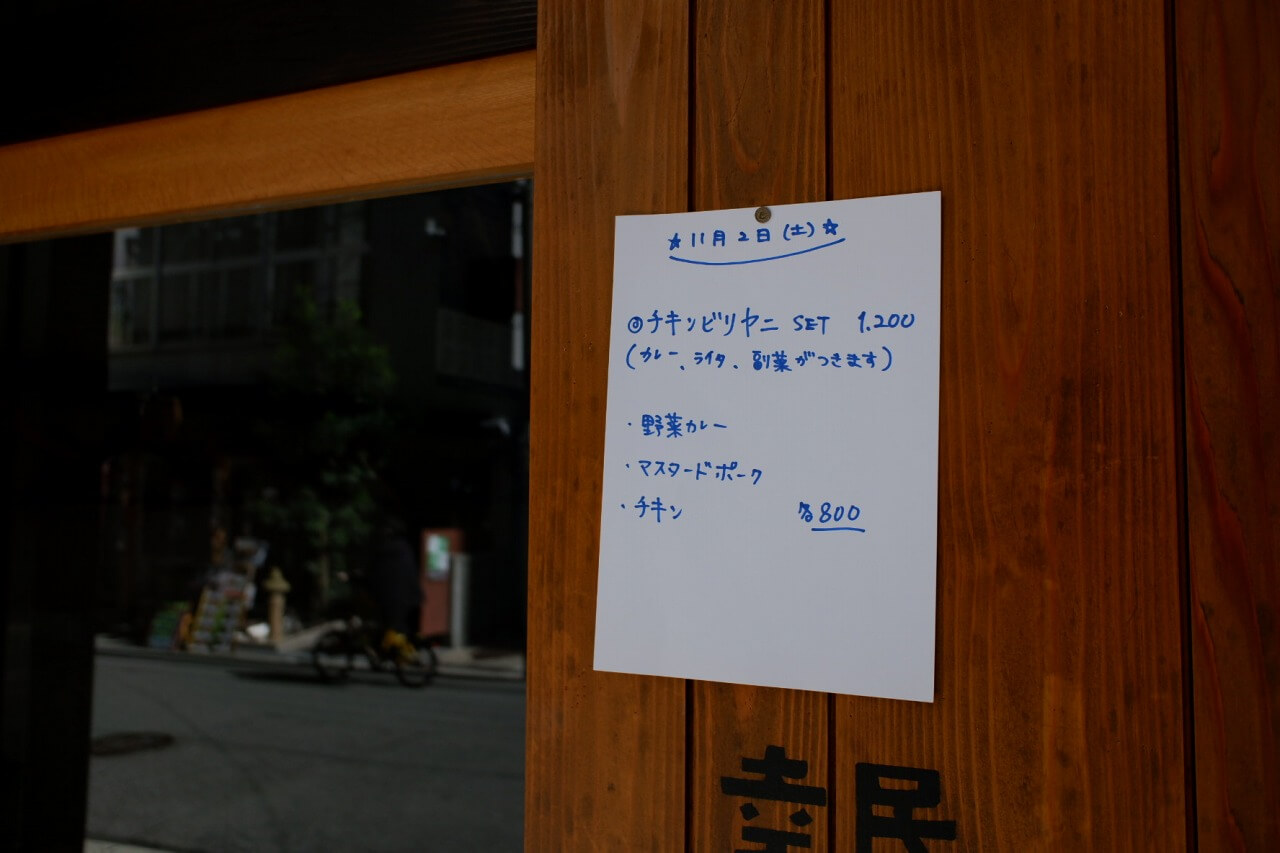 ☆11月2日(土)☆
◎チキンビリヤニ SET 1.200
(カレー、ライタ、副菜がつきます)
・野菜カレー
・マスタードポーク
・チキン 各800